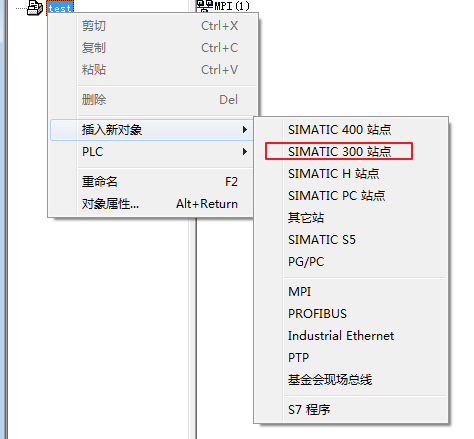 test
MPI(1)
剪切 Ctrl+X
复制 Ctrl+C
粘贴 Ctrl+V
删除 Del
插入新对象
PLC
重命名 F2
对象属性... Alt+Return
SIMATIC 400 站点
SIMATIC 300 站点
SIMATIC H 站点
SIMATIC PC 站点
其它站
SIMATIC S5
PG/PC
MPI
PROFIBUS
Industrial Ethernet
PTP
基金会现场总线
S7 程序